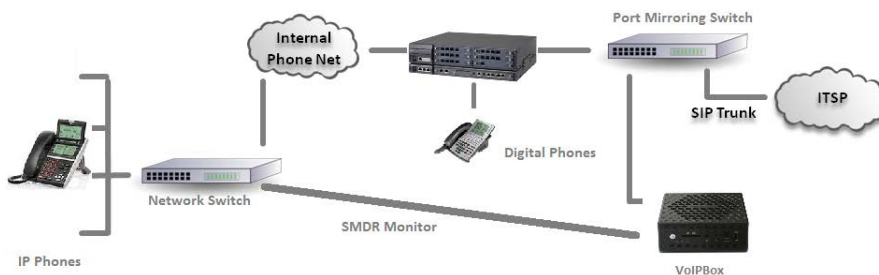 Port Mirroring Switch
Internal
Phone Net
ITSP
SIP Trunk
Digital Phones
Network Switch
SMDR Monitor
IP Phones
VoIPBox